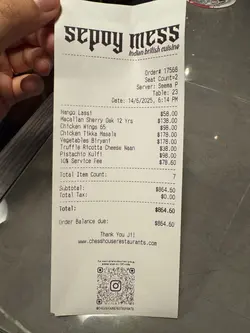 sepoy mess
Indian british cuisine
Order# 17568
Seat Count=2
Server: Seema P
Table: 23
Date: 14/6/2025, 6:14 PM
Mango Lassi $58.00
Macallan Sherry Oak 12 Yrs $138.00
Chicken Wings 65 $98.00
Chicken Tikka Masala $178.00
Vegetables Biryani $178.00
Truffle Ricotta Cheese Naan $38.00
Pistachio Kulfi $98.00
10% Service Fee $78.60
Total Item Count: 7
Subtotal: $864.60
Total Tax: $0.00
Total: $864.60
Order Balance due: $864.60
Thank You Ji!
www.chesshouserestaurants.com
@CHESSHOUSERESTAURANTS